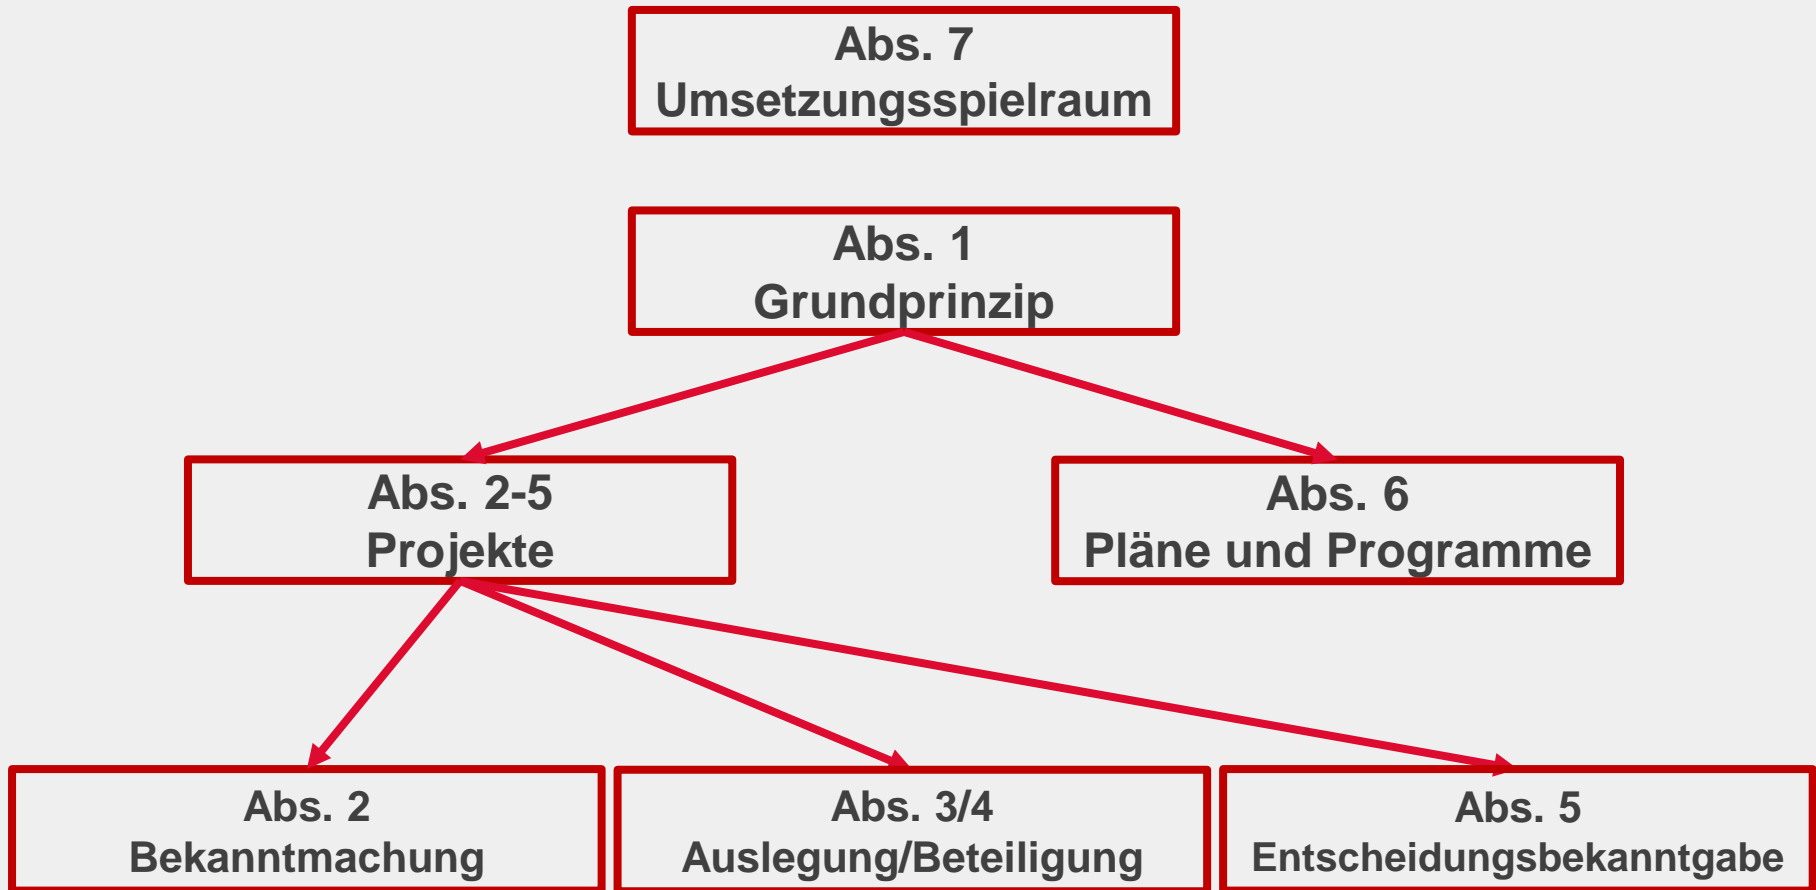 Abs. 7
Umsetzungsspielraum
Abs. 1
Grundprinzip
Abs. 2-5
Projekte
Abs. 6
Pläne und Programme
Abs. 2
Bekanntmachung
Abs. 3/4
Auslegung/Beteiligung
Abs. 5
Entscheidungsbekanntgabe